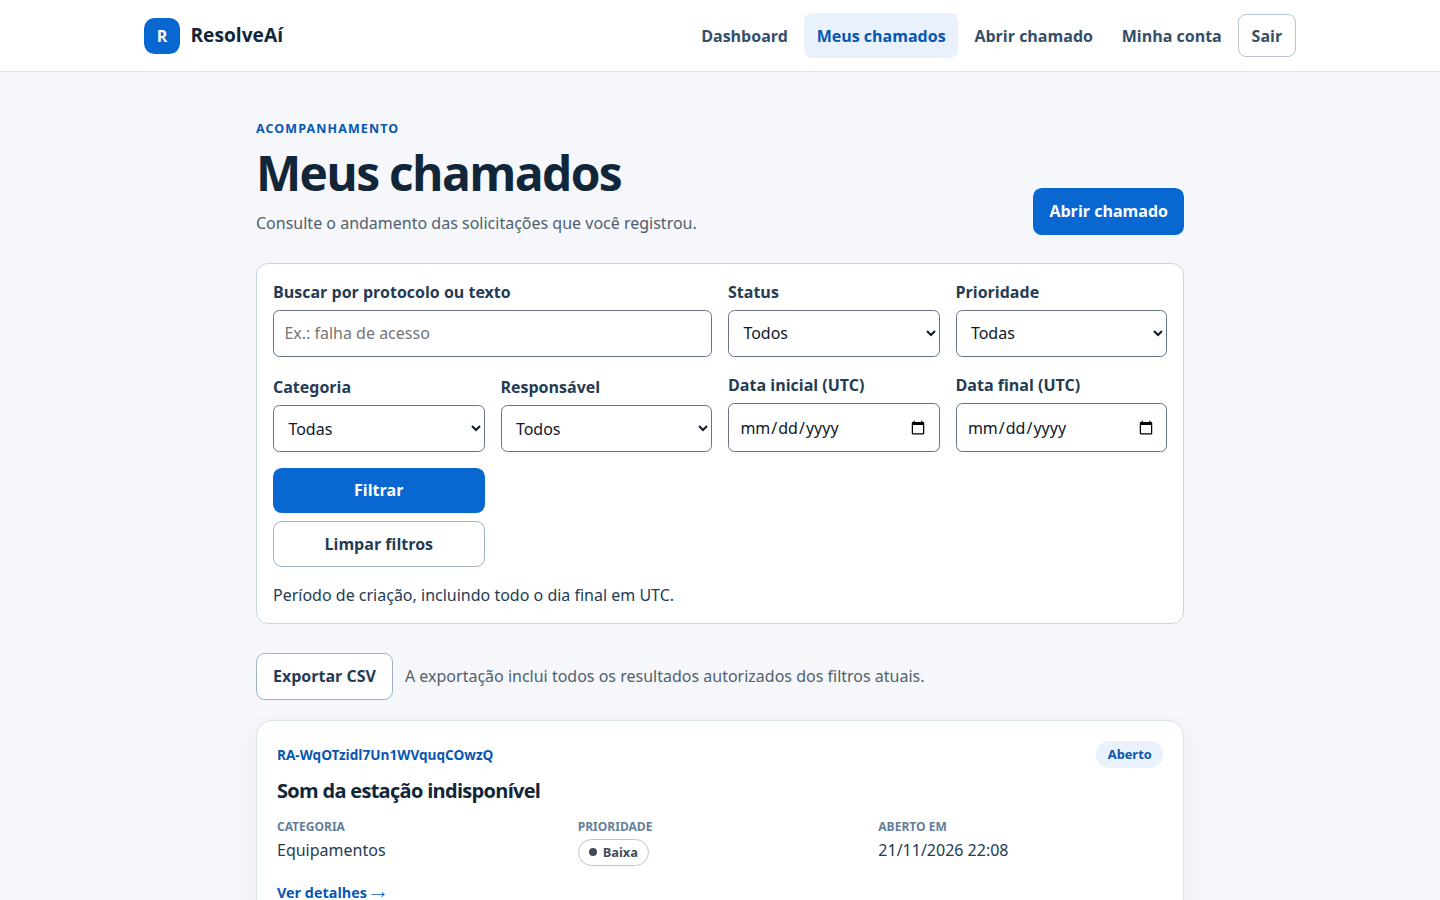 R ResolveAí
Dashboard Meus chamados Abrir chamado Minha conta Sair
ACOMPANHAMENTO
Meus chamados
Consulte o andamento das solicitações que você registrou.
Abrir chamado
Buscar por protocolo ou texto Status Prioridade
Ex.: falha de acesso Todos Todas
Categoria Responsável Data inicial (UTC) Data final (UTC)
Todas Todos mm/dd/yyyy mm/dd/yyyy
Filtrar
Limpar filtros
Período de criação, incluindo todo o dia final em UTC.
Exportar CSV A exportação inclui todos os resultados autorizados dos filtros atuais.
RA-WqOTzidl7Un1WVquqCOwzQ Aberto
Som da estação indisponível
CATEGORIA PRIORIDADE ABERTO EM
Equipamentos Baixa 21/11/2026 22:08
Ver detalhes →